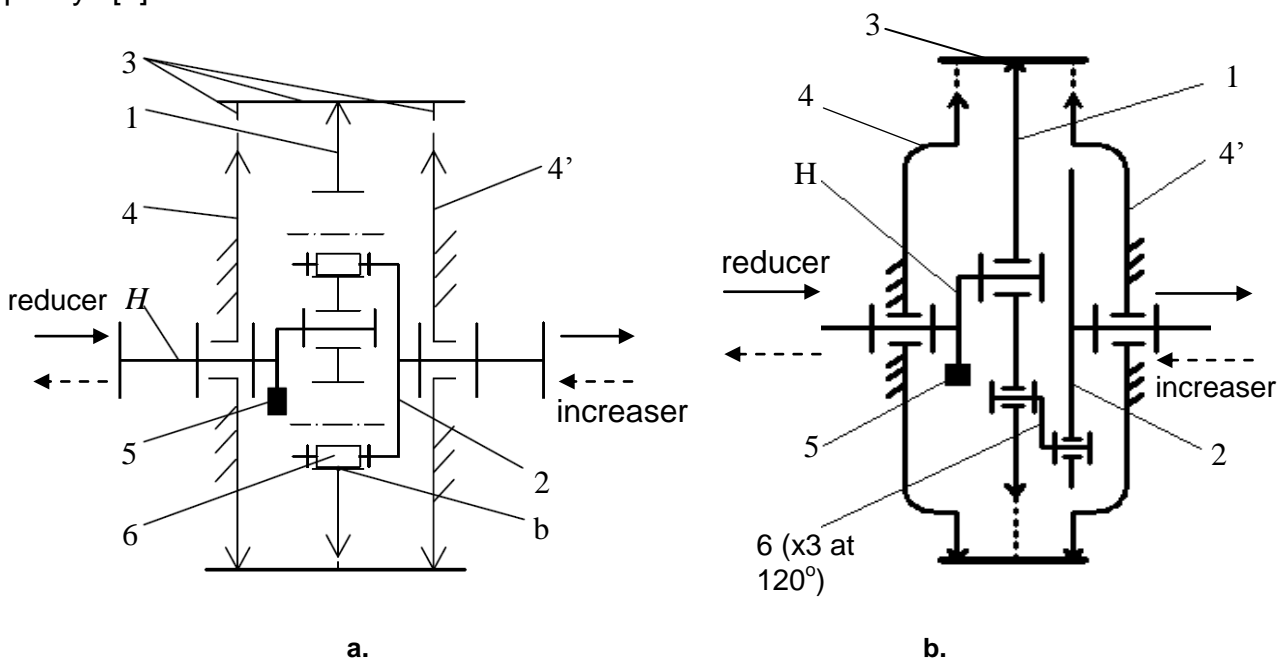 3
1
4
4’
reducer
H
increaser
5
6
2
b
a.
3
1
4
4’
H
reducer
increaser
5
2
6 (x3 at
120°)
b.